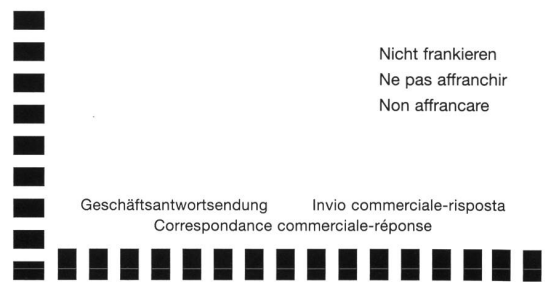 Nicht frankieren
Ne pas affranchir
Non affrancare
Geschäftsantwortsendung Invio commerciale-risposta
Correspondance commerciale-réponse